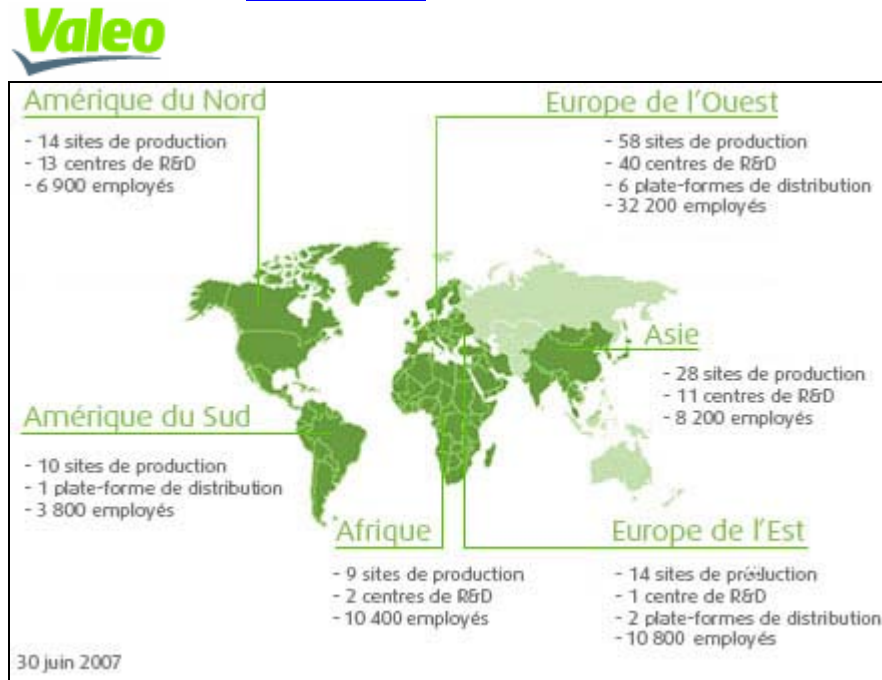 Valeo
Amérique du Nord
- 14 sites de production
- 13 centres de R&D
- 6 900 employés
Europe de l'Ouest
- 58 sites de production
- 40 centres de R&D
- 6 plate-formes de distribution
- 32 200 employés
Asie
- 28 sites de production
- 11 centres de R&D
- 8 200 employés
Amérique du Sud
- 10 sites de production
- 1 plate-forme de distribution
- 3 800 employés
Afrique
- 9 sites de production
- 2 centres de R&D
- 10 400 employés
Europe de l'Est
- 14 sites de production
- 1 centre de R&D
- 2 plate-formes de distribution
- 10 800 employés
30 juin 2007